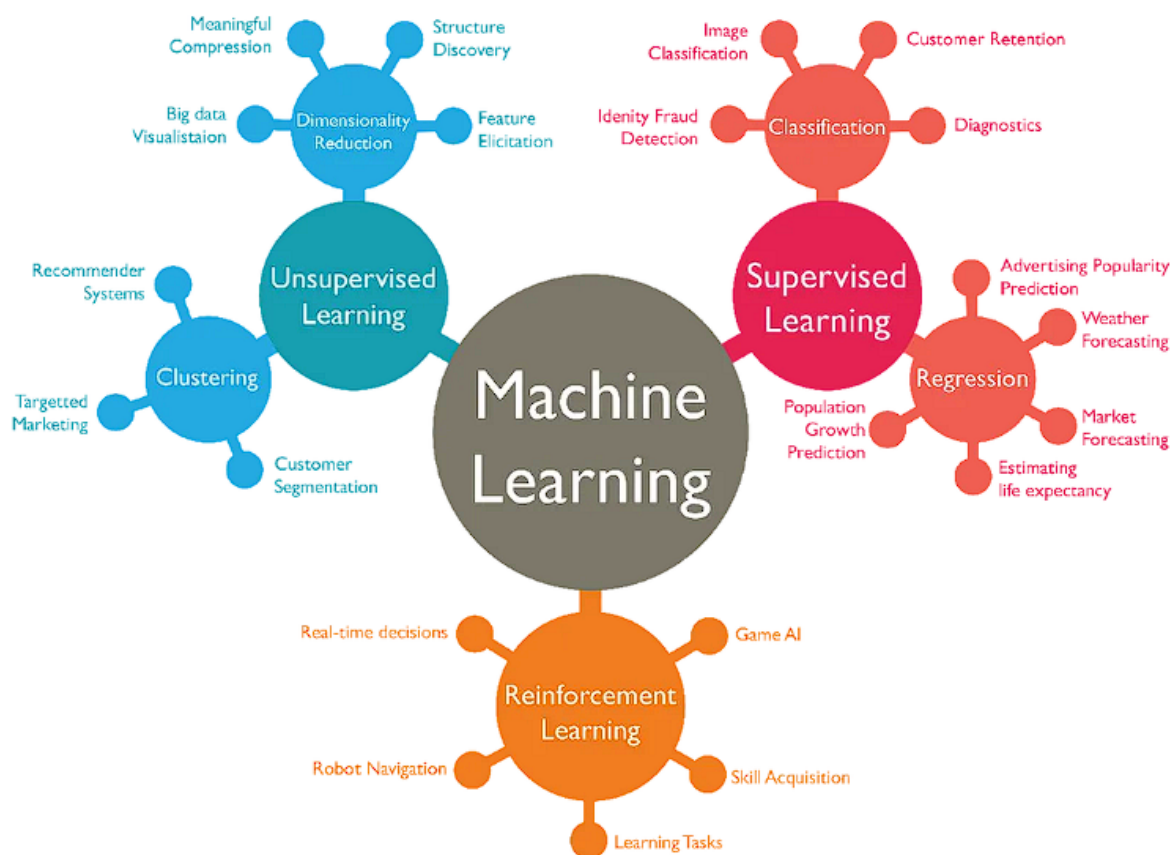 Meaningful
Compression
Structure
Discovery
Big data
Visualistaion
Dimensionality
Reduction
Feature
Elicitation
Image
Classification
Customer Retention
Idenity Fraud
Detection
Classification
Diagnostics
Recommender
Systems
Unsupervised
Learning
Clustering
Targetted
Marketing
Customer
Segmentation
Supervised
Learning
Advertising Popularity
Prediction
Weather
Forecasting
Regression
Population
Growth
Prediction
Market
Forecasting
Estimating
life expectancy
Machine
Learning
Real-time decisions
Game AI
Reinforcement
Learning
Robot Navigation
Skill Acquisition
Learning Tasks